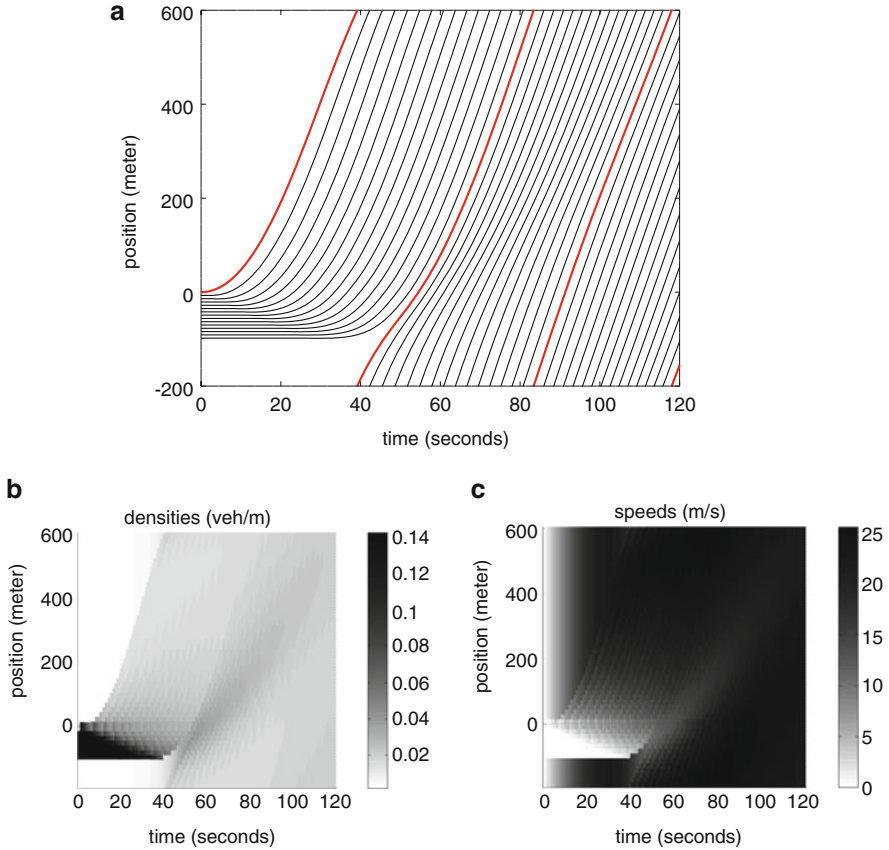 a
600
400
200
0
-200
position (meter)
0 20 40 60 80 100 120
time (seconds)
b
densities (veh/m)
600
400
200
0
position (meter)
0 20 40 60 80 100 120
time (seconds)
0.14
0.12
0.1
0.08
0.06
0.04
0.02
c
speeds (m/s)
600
400
200
0
position (meter)
0 20 40 60 80 100 120
time (seconds)
25
20
15
10
5
0